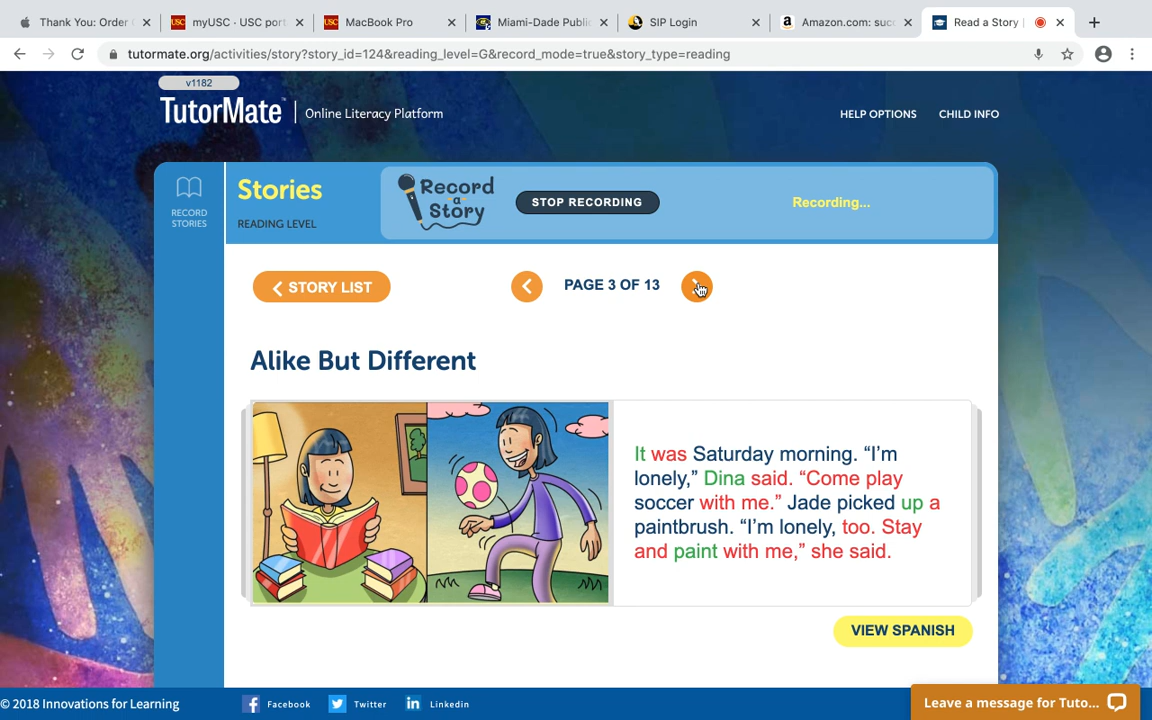 Thank You: Order
myUSC · USC port
MacBook Pro
Miami-Dade Public
SIP Login
Amazon.com: succ
Read a Story |
tutormate.org/activities/story?story_id=124&reading_level=G&record_mode=true&story_type=reading
v1182
TutorMate™ | Online Literacy Platform
HELP OPTIONS
CHILD INFO
RECORD
STORIES
Stories
READING LEVEL
Record
a
Story
STOP RECORDING
Recording...
STORY LIST
PAGE 3 OF 13
Alike But Different
It was Saturday morning. “I’m
lonely,” Dina said. “Come play
soccer with me.” Jade picked up a
paintbrush. “I’m lonely, too. Stay
and paint with me,” she said.
VIEW SPANISH
© 2018 Innovations for Learning
Facebook
Twitter
Linkedin
Leave a message for Tuto...